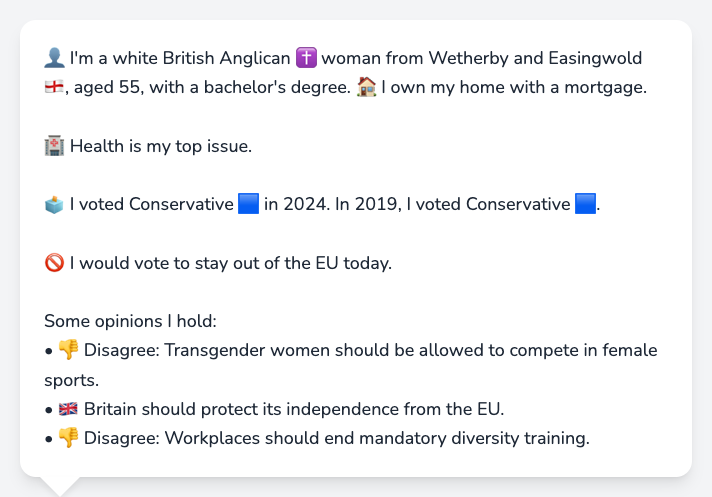 👤 I'm a white British Anglican ✝️ woman from Wetherby and Easingwold
🏴󠁧󠁢󠁥󠁮󠁧󠁿, aged 55, with a bachelor's degree. 🏠 I own my home with a mortgage.
🏥 Health is my top issue.
🗳️ I voted Conservative 🟦 in 2024. In 2019, I voted Conservative 🟦.
🚫 I would vote to stay out of the EU today.
Some opinions I hold:
• 👎 Disagree: Transgender women should be allowed to compete in female
sports.
• 🇬🇧 Britain should protect its independence from the EU.
• 👎 Disagree: Workplaces should end mandatory diversity training.